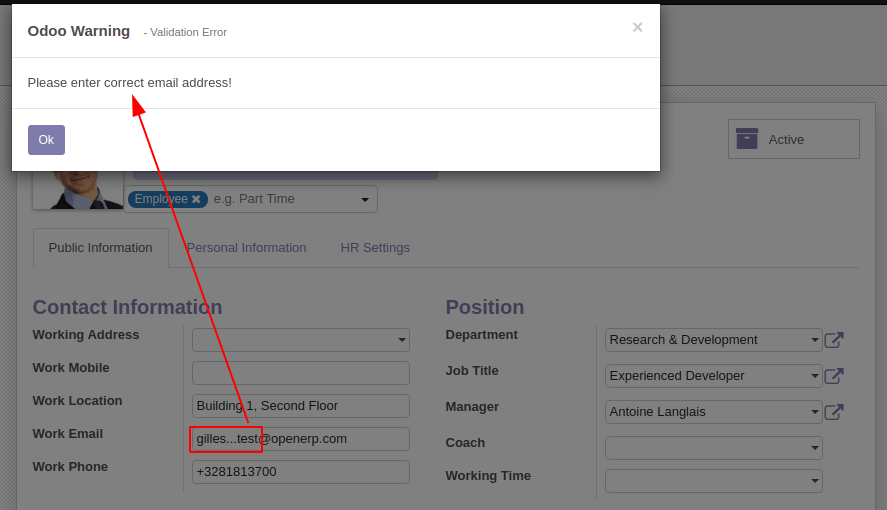 Odoo Warning - Validation Error ×
Please enter correct email address!
Ok
Active
Employee ✖ e.g. Part Time
Public Information Personal Information HR Settings
Contact Information
Working Address
Work Mobile
Work Location Building 1, Second Floor
Work Email gilles...test@openerp.com
Work Phone +3281813700
Position
Department Research & Development
Job Title Experienced Developer
Manager Antoine Langlais
Coach
Working Time